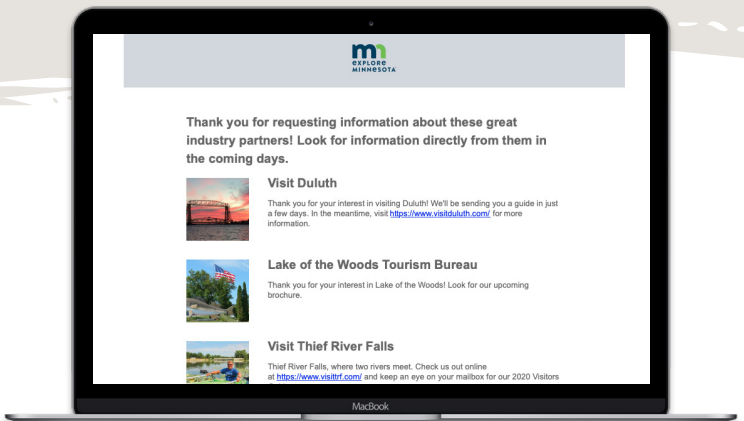 mn
EXPLORE
MINNESOTA
Thank you for requesting information about these great
industry partners! Look for information directly from them in
the coming days.
Visit Duluth
Thank you for your interest in visiting Duluth! We'll be sending you a guide in just
a few days. In the meantime, visit https://www.visitduluth.com/ for more
information.
Lake of the Woods Tourism Bureau
Thank you for your interest in Lake of the Woods! Look for our upcoming
brochure.
Visit Thief River Falls
Thief River Falls, where two rivers meet. Check us out online
at https://www.visittrf.com/ and keep an eye on your mailbox for our 2020 Visitors
MacBook